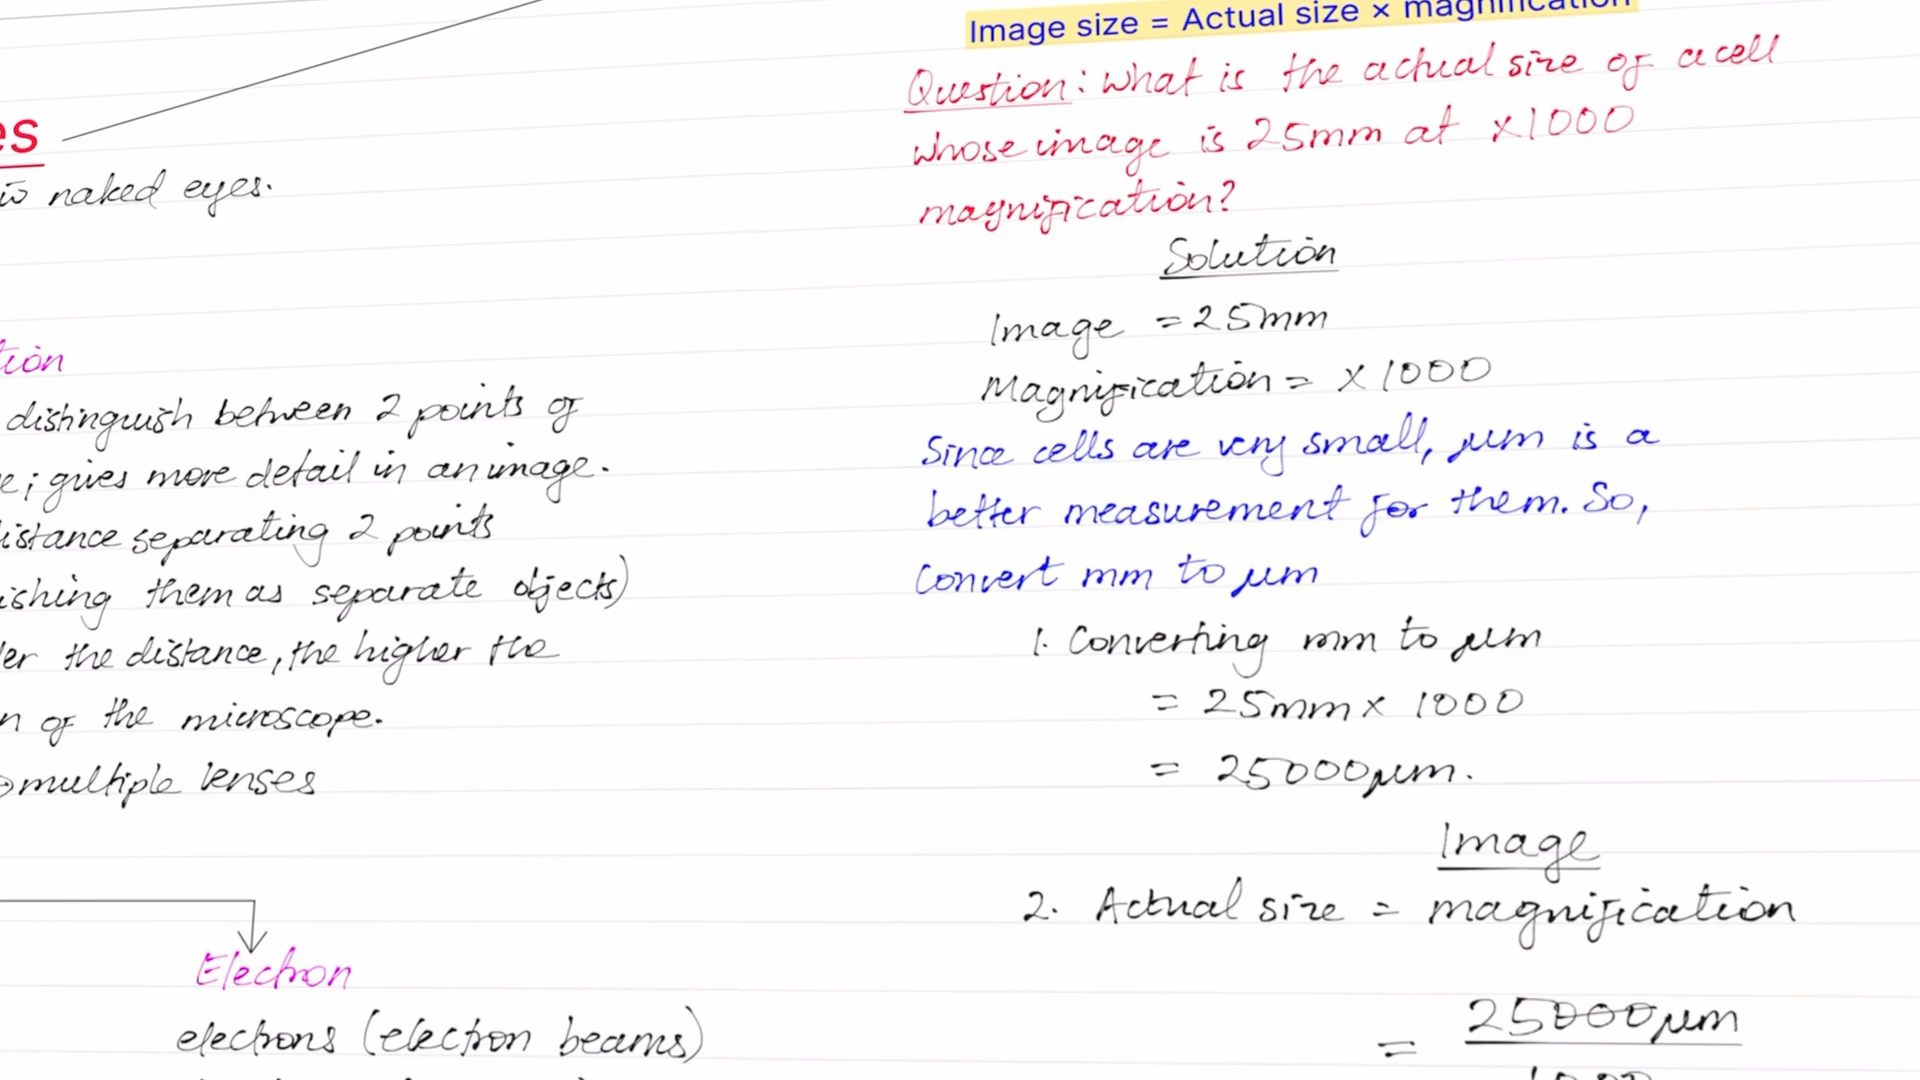 Image size = Actual size × magnification
Question: What is the actual size of a cell
whose image is 25mm at ×1000
magnification?
Solution
Image = 25mm
Magnification = ×1000
Since cells are very small, μm is a
better measurement for them. So,
Convert mm to μm
1. Converting mm to μm
= 25mm × 1000
= 25000μm.
Image
2. Actual size = magnification
= 25000μm
es
naked eyes.
tion
distinguish between 2 points of
e; gives more detail in an image.
istance separating 2 points
ishing them as separate objects)
ler the distance, the higher the
n of the microscope.
multiple lenses
Electron
electrons (electron beams)